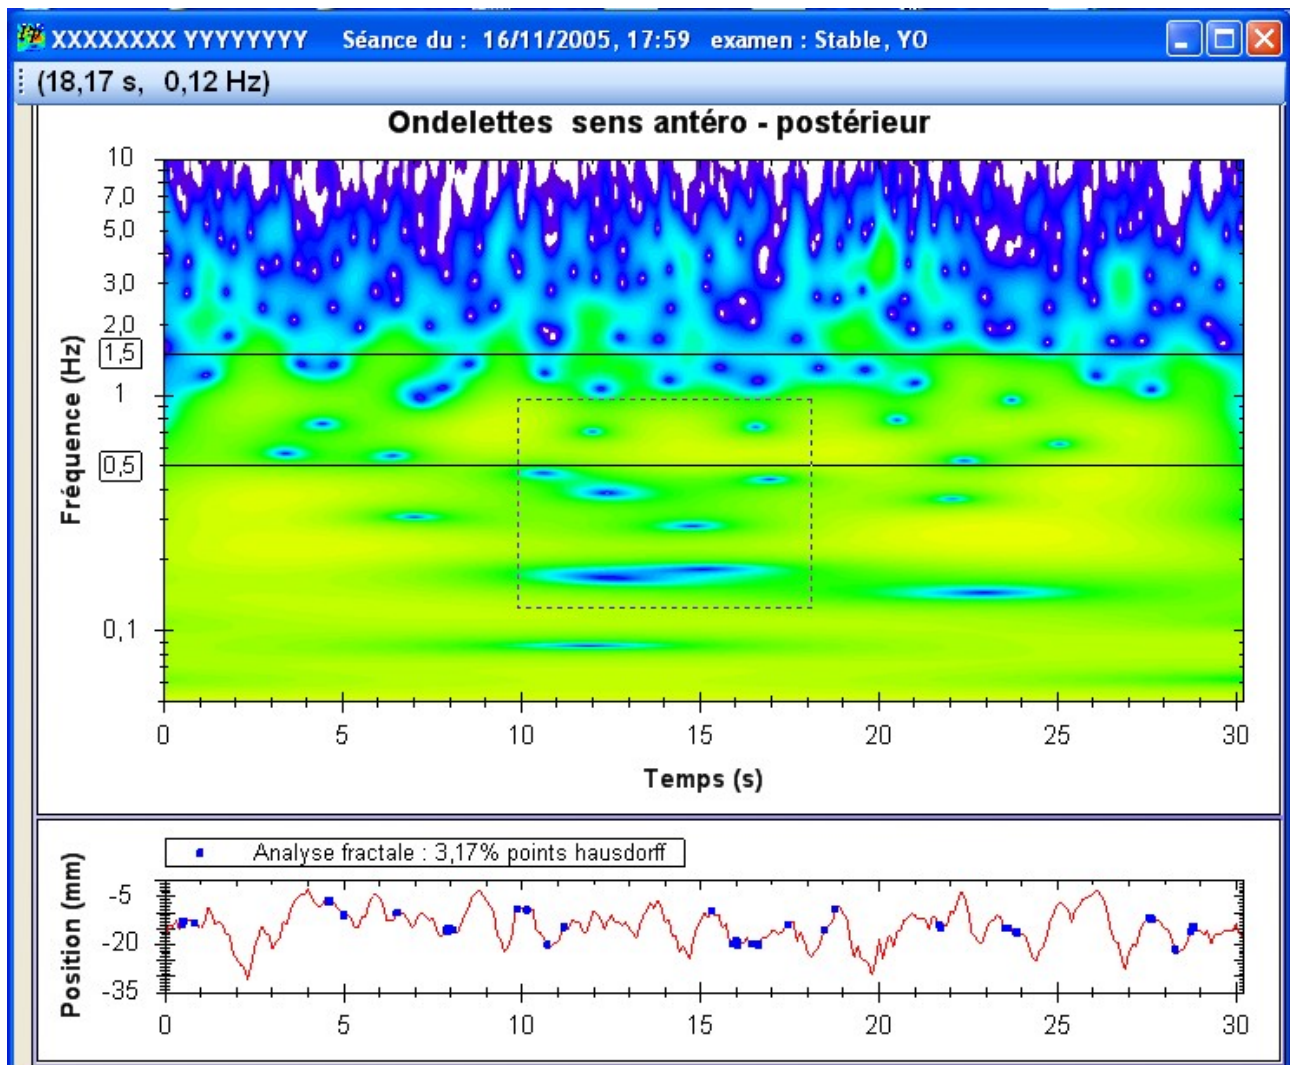 XXXXXXXX YYYYYYYY Séance du : 16/11/2005, 17:59 examen : Stable, YO
(18,17 s, 0,12 Hz)
Ondelettes sens antéro - postérieur
10
7,0
5,0
3,0
2,0
1,5
1
0,5
0,1
Fréquence (Hz)
0 5 10 15 20 25 30
Temps (s)
Analyse fractale : 3,17% points hausdorff
Position (mm)
-5
-20
-35
0 5 10 15 20 25 30